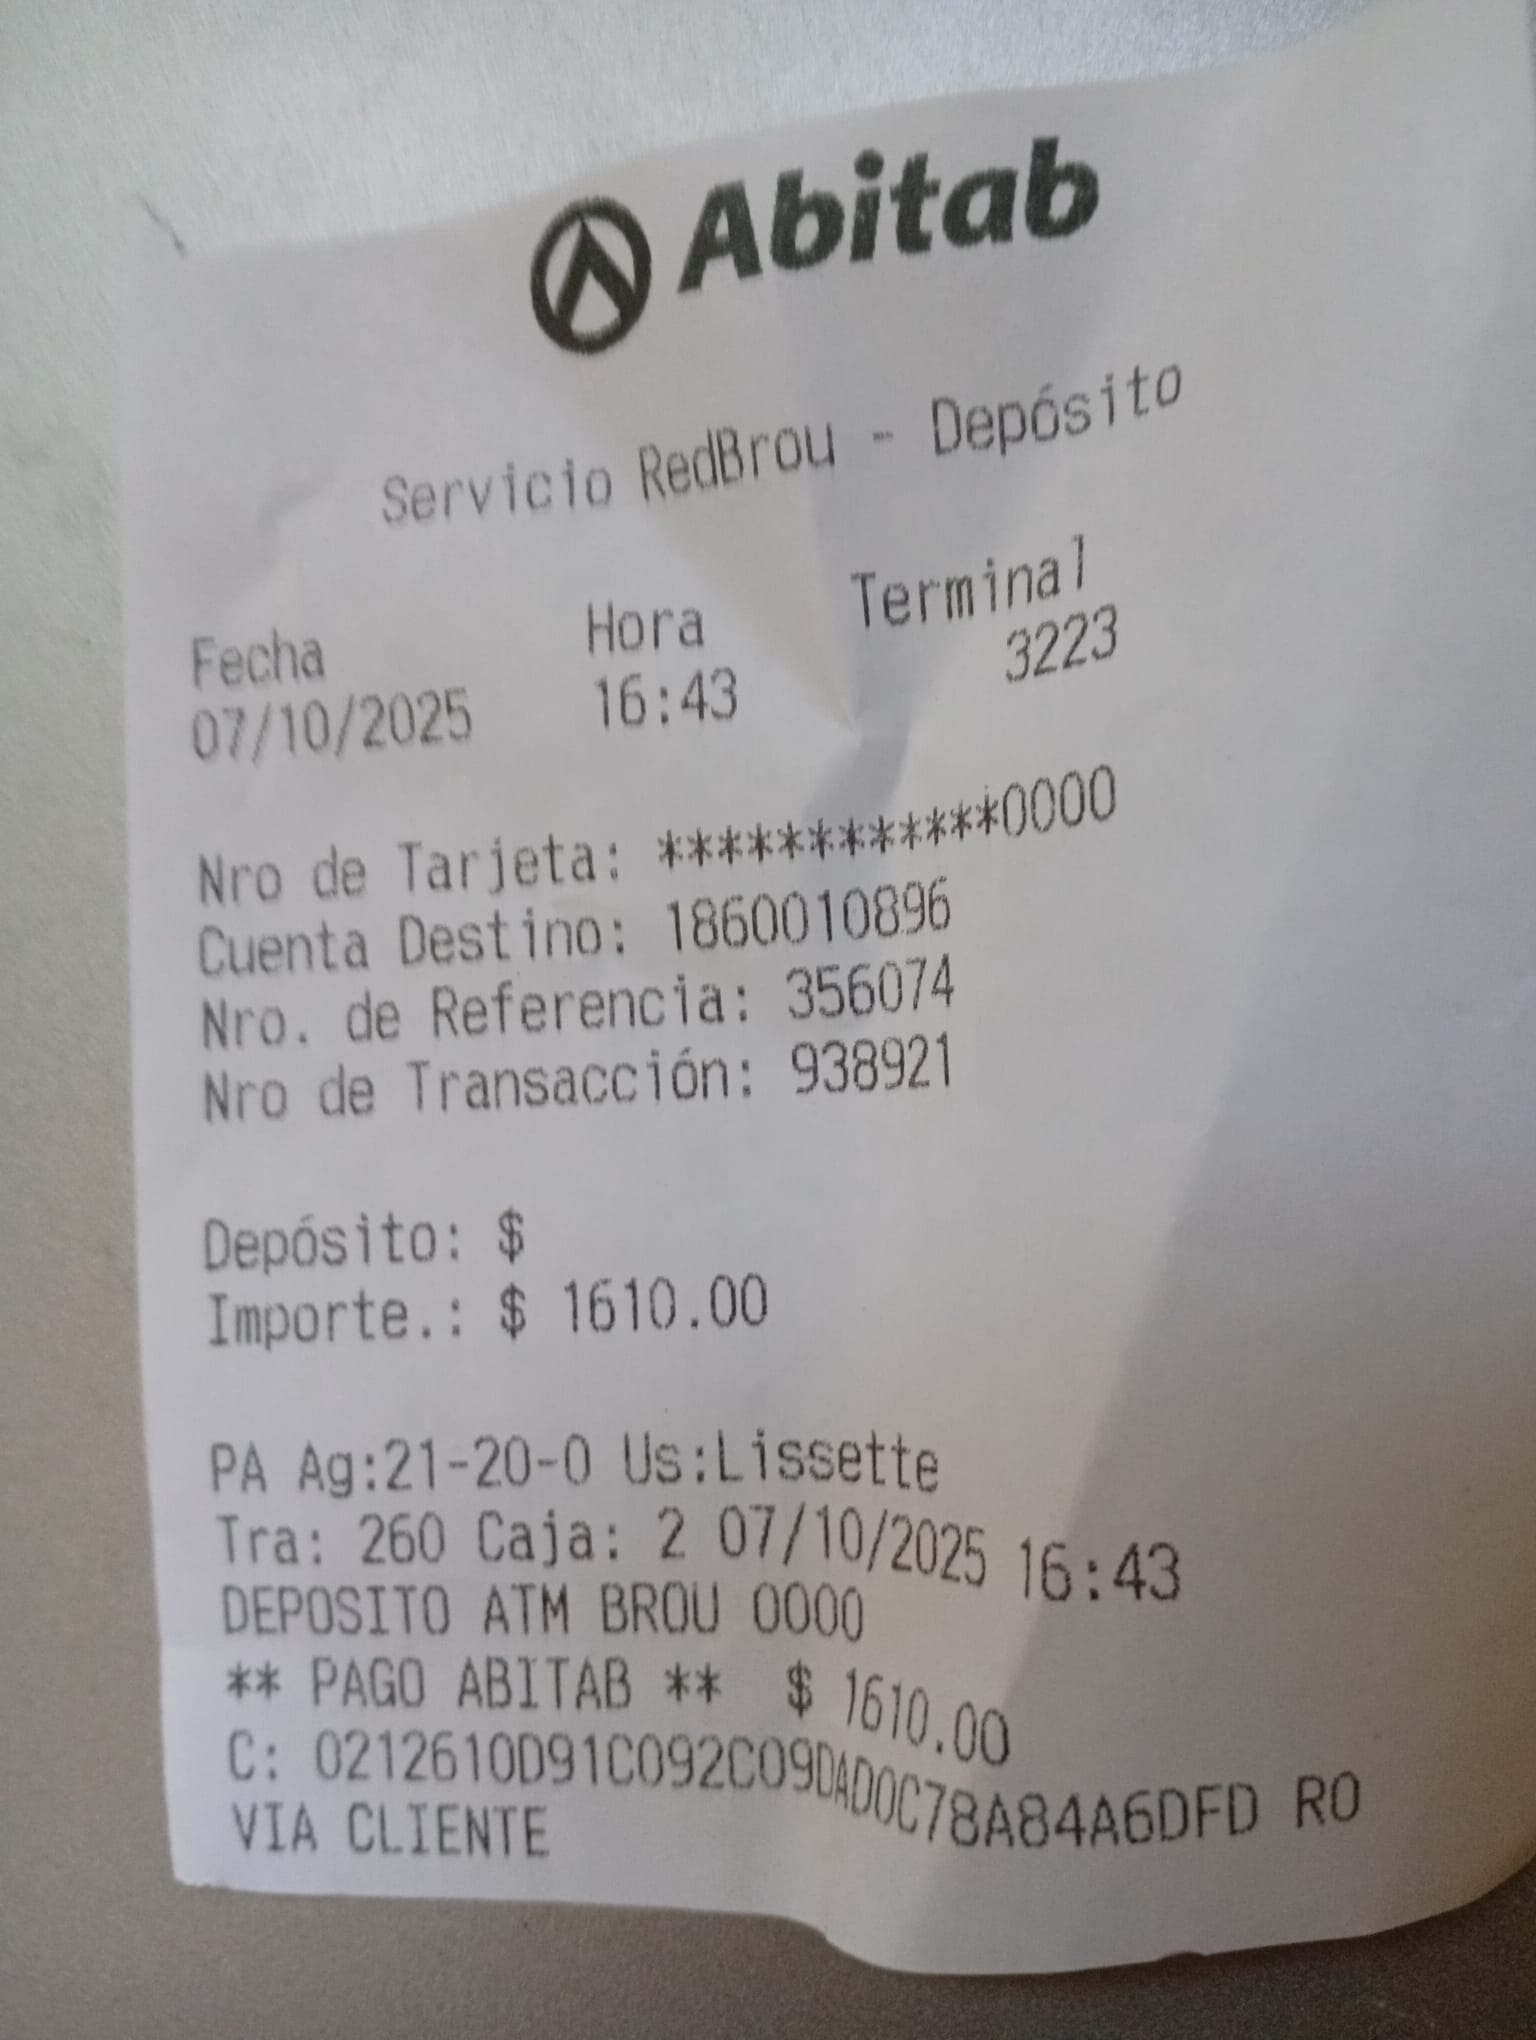 Abitab
Servicio RedBrou - Depósito
Fecha Hora Terminal
07/10/2025 16:43 3223
Nro de Tarjeta: ************0000
Cuenta Destino: 1860010896
Nro. de Referencia: 356074
Nro de Transacción: 938921
Depósito: $
Importe.: $ 1610.00
PA Ag:21-20-0 Us:Lissette
Tra: 260 Caja: 2 07/10/2025 16:43
DEPOSITO ATM BROU 0000
** PAGO ABITAB ** $ 1610.00
C: 0212610D91C092C09DAD0C78A84A6DFD RO
VIA CLIENTE